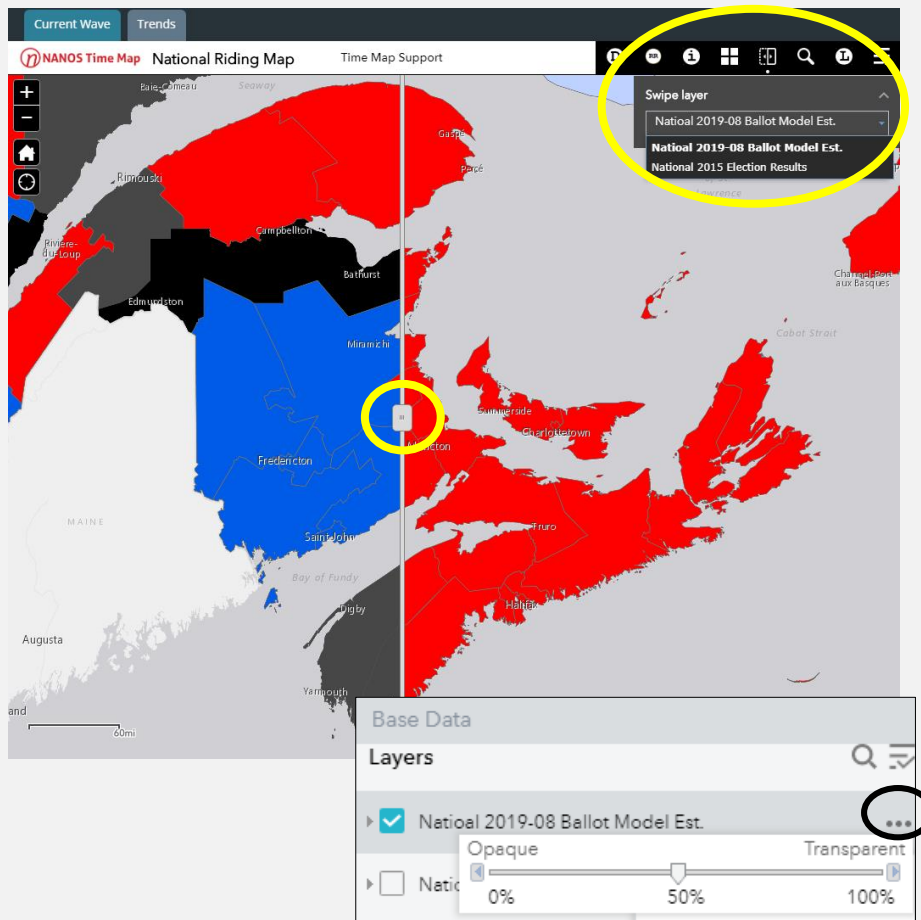 Current Wave Trends
NANOS Time Map National Riding Map Time Map Support
RR i L
Baie-Comeau Seaway
Swipe layer
Natioal 2019-08 Ballot Model Est.
Natioal 2019-08 Ballot Model Est.
National 2015 Election Results
Gaspé
Percé
Rimouski
Lawrence
Campbellton
Rivière-
du-Loup
Bathurst
Channel-Port
aux Basques
Edmundston
Cabot Strait
Miramichi
Summerside
Charlottetown
Moncton
Fredericton
MAINE
Truro
Saint John
Bay of Fundy
Halifax
Digby
Augusta
Yarmouth
and
60mi
Base Data
Layers
Natioal 2019-08 Ballot Model Est.
Opaque Transparent
Natio
0% 50% 100%